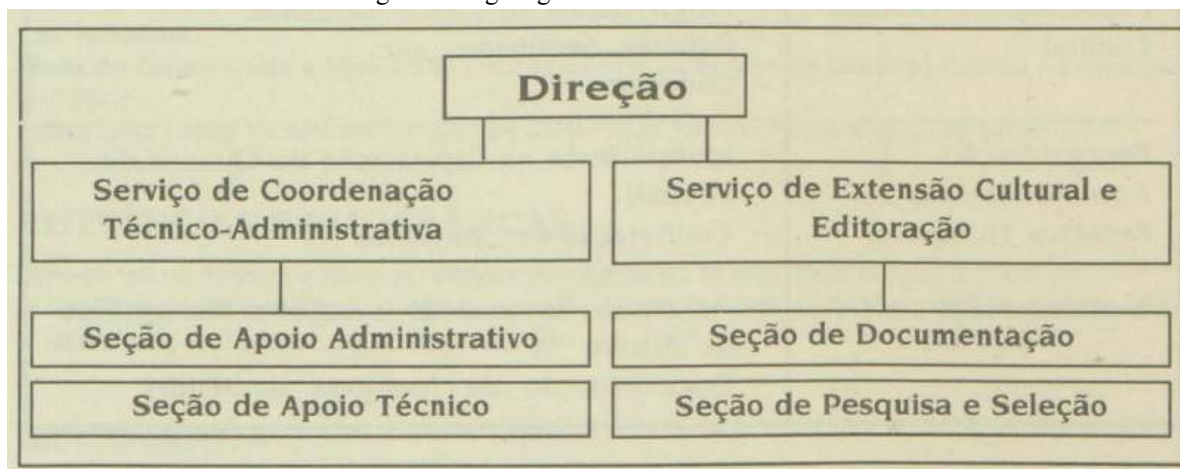 Direção
Serviço de Coordenação
Técnico-Administrativa
Serviço de Extensão Cultural e
Editoração
Seção de Apoio Administrativo
Seção de Documentação
Seção de Apoio Técnico
Seção de Pesquisa e Seleção